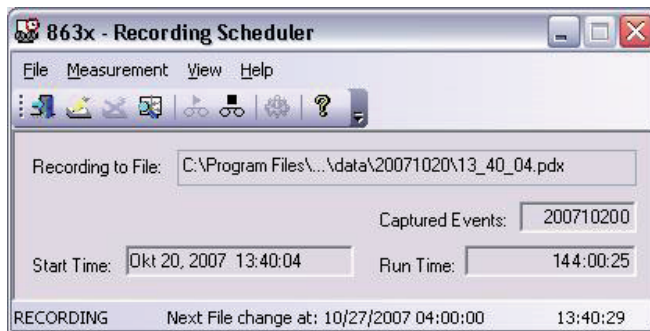 863x - Recording Scheduler
File Measurement View Help
Recording to File: C:\Program Files\...\data\20071020\13_40_04.pdx
Captured Events: 200710200
Start Time: Okt 20, 2007 13:40:04 Run Time: 144:00:25
RECORDING Next File change at: 10/27/2007 04:00:00 13:40:29